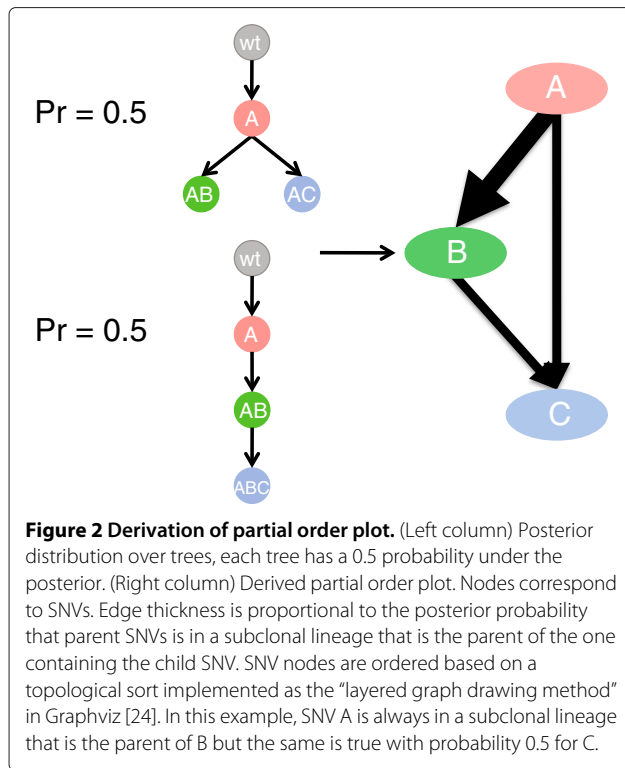 wt
Pr = 0.5
A
AB
AC
wt
Pr = 0.5
A
AB
ABC
A
B
C
Figure 2 Derivation of partial order plot. (Left column) Posterior
distribution over trees, each tree has a 0.5 probability under the
posterior. (Right column) Derived partial order plot. Nodes correspond
to SNVs. Edge thickness is proportional to the posterior probability
that parent SNVs is in a subclonal lineage that is the parent of the one
containing the child SNV. SNV nodes are ordered based on a
topological sort implemented as the “layered graph drawing method”
in Graphviz [24]. In this example, SNV A is always in a subclonal lineage
that is the parent of B but the same is true with probability 0.5 for C.